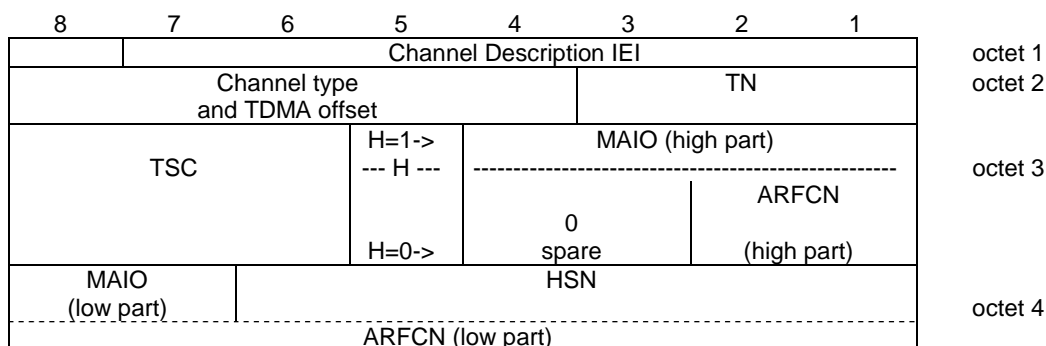 8 7 6 5 4 3 2 1
Channel Description IEI octet 1
Channel type TN octet 2
and TDMA offset
H=1-> MAIO (high part)
TSC --- H --- ------------------------------------------------------ octet 3
ARFCN
0
H=0-> spare (high part)
MAIO HSN
(low part) octet 4
ARFCN (low part)